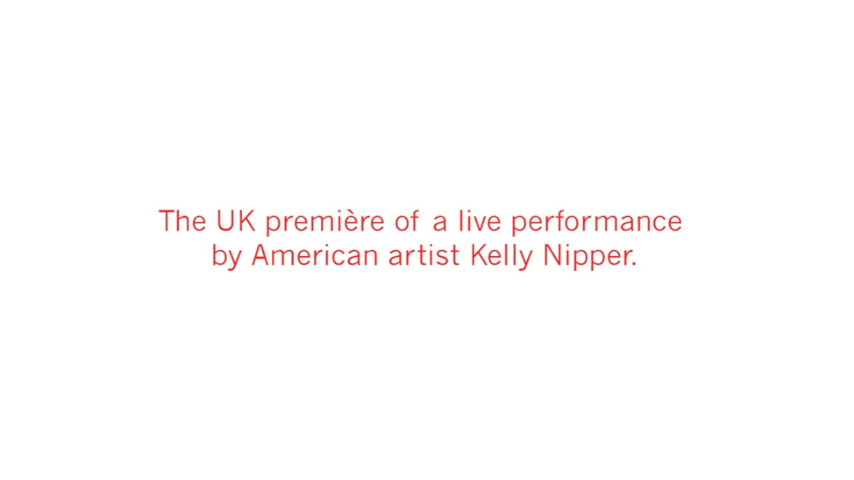 The UK première of a live performance
by American artist Kelly Nipper.